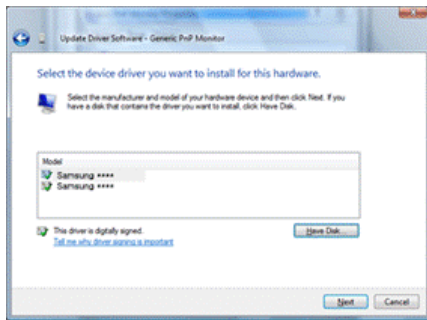 Update Driver Software - Generic PnP Monitor
Select the device driver you want to install for this hardware.
Select the manufacturer and model of your hardware device and then click Next. If you
have a disk that contains the driver you want to install, click Have Disk.
Model
Samsung ****
Samsung ****
This driver is digitally signed.
Have Disk...
Tell me why driver signing is important
Next
Cancel